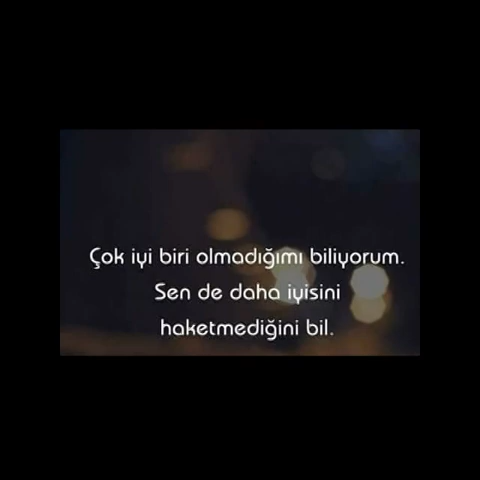 Çok iyi biri olmadığımı biliyorum.
Sen de daha iyisini
haketmediğini bil.